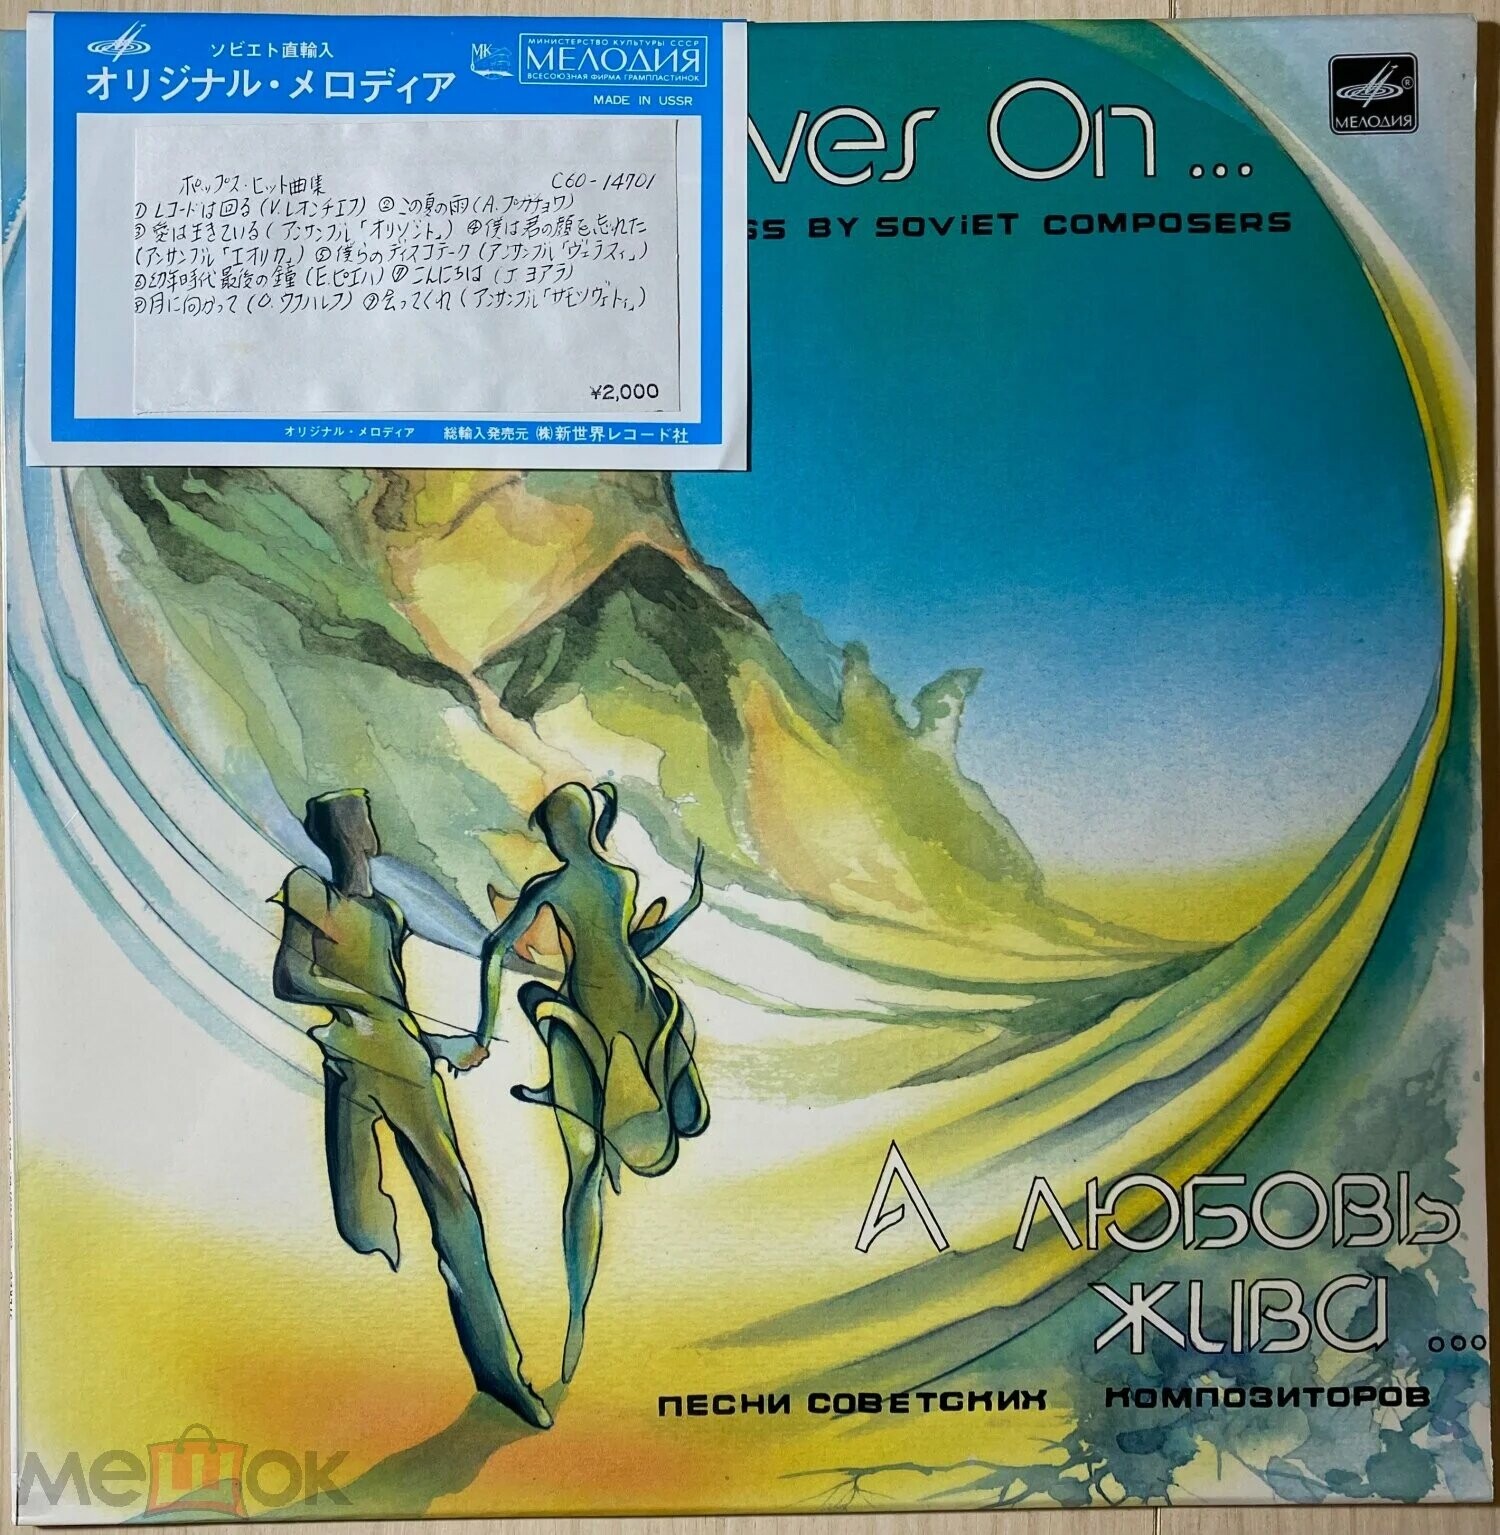 ソビエト直輸入
オリジナル・メロディア
МК
МИНИСТЕРСТВО КУЛЬТУРЫ СССР
МЕЛОДИЯ
ВСЕСОЮЗНАЯ ФИРМА ГРАМПЛАСТИНОК
MADE IN USSR
ポップス・ヒット曲集 C60-14701
① レコードは回る (V.レオンチエフ) ② この夏の雨 (A.プガチョワ)
③ 愛は生きている (アンサンブル「オリゾント」) ④ 僕は君の顔を忘れた
(アンサンブル「エオリカ」) ⑤ 僕らのディスコテーク (アンサンブル「ヴェラスィ」)
⑥ 幼年時代最後の鐘 (E.ピエハ) ⑦ こんにちは (J.ヨアラ)
⑧ 月に向かって (O.ウフナレフ) ⑨ 会ってくれ (アンサンブル「サモツヴェトィ」)
¥2,000
オリジナル・メロディア 総輸入発売元 (株)新世界レコード社
ves On ...
SS BY SOVIET COMPOSERS
®
МЕЛОДИЯ
А ЛЮБОВЬ
ЖИВА ...
ПЕСНИ СОВЕТСКИХ КОМПОЗИТОРОВ
мешок